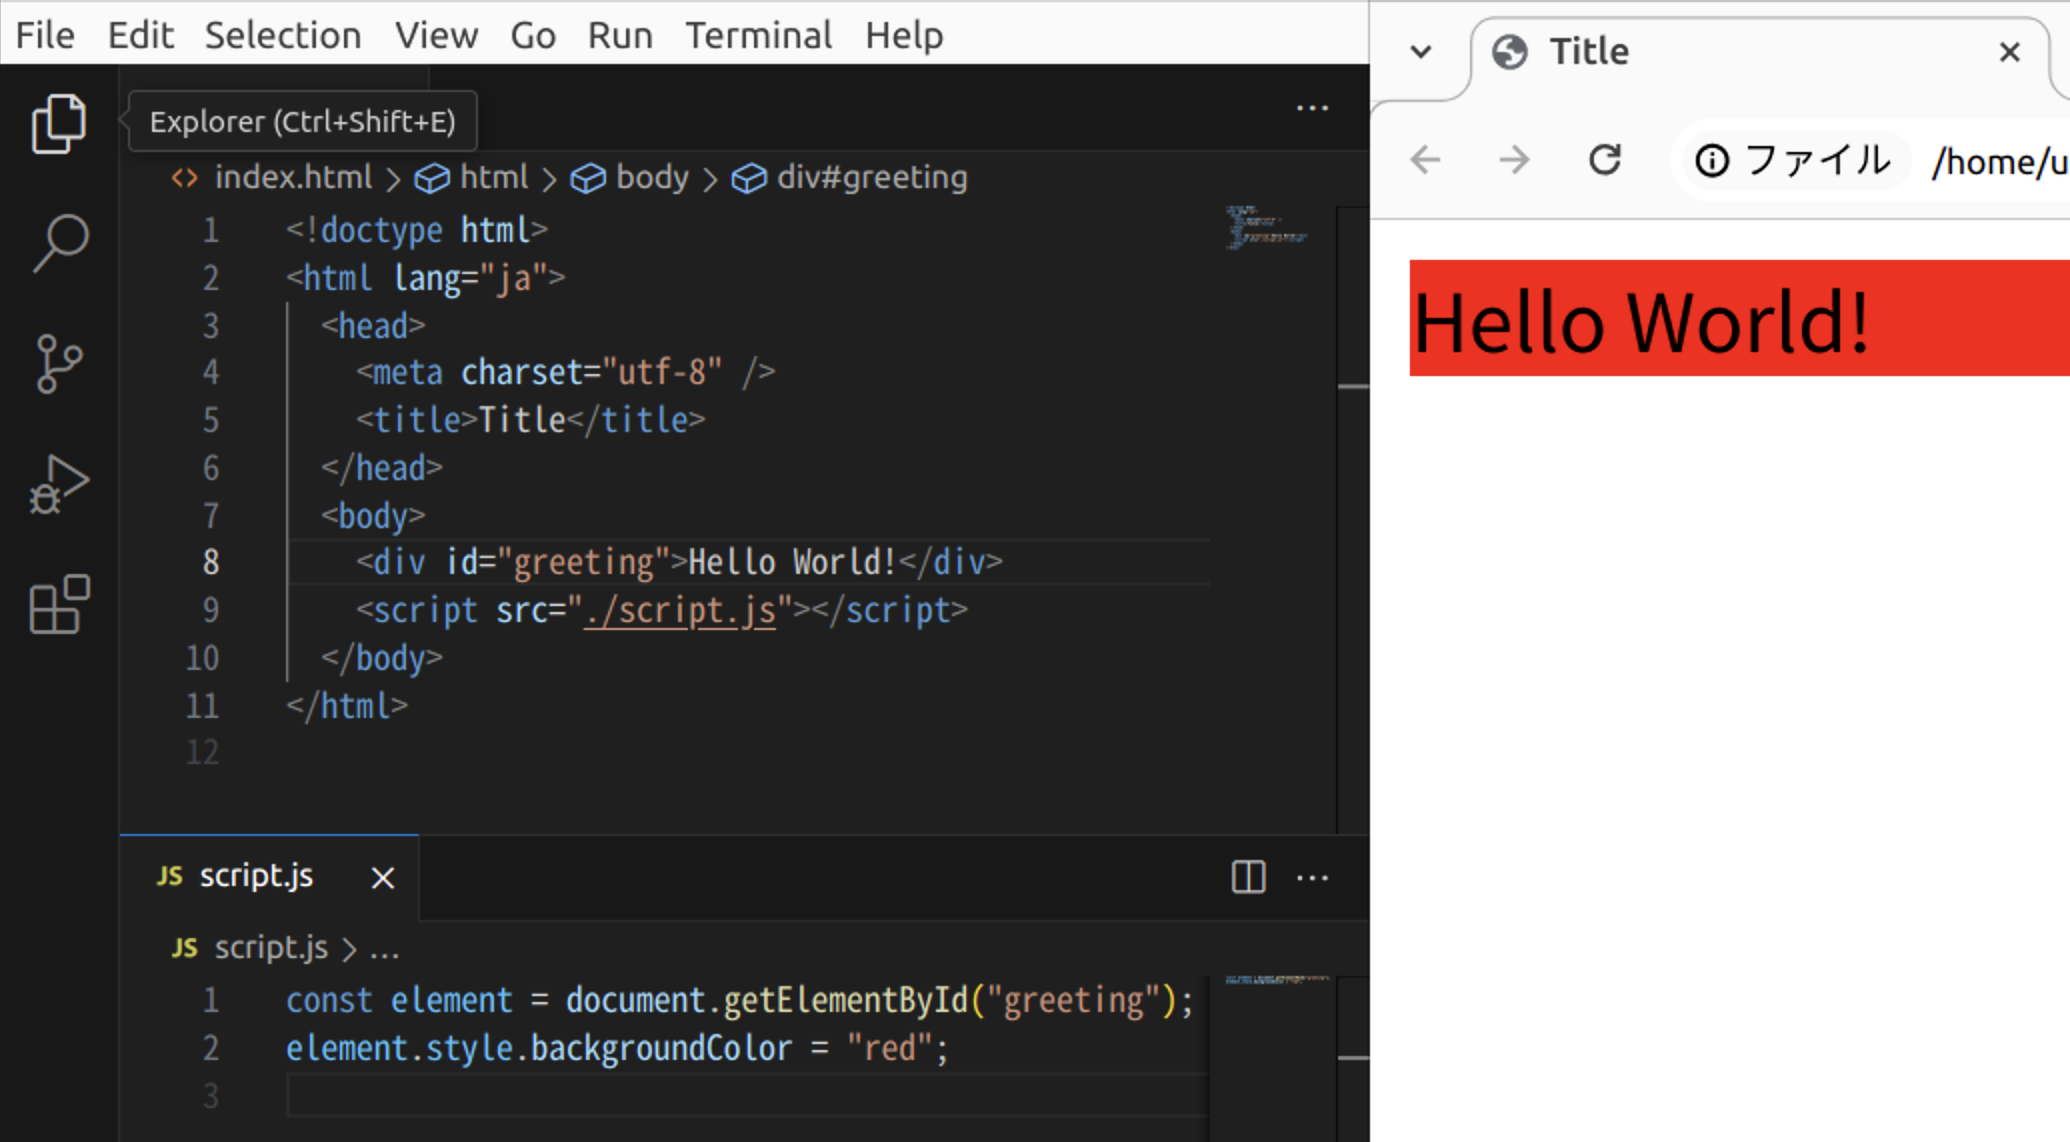 File Edit Selection View Go Run Terminal Help
Explorer (Ctrl+Shift+E)
...
<> index.html > html > body > div#greeting
1 <!doctype html>
2 <html lang="ja">
3 <head>
4 <meta charset="utf-8" />
5 <title>Title</title>
6 </head>
7 <body>
8 <div id="greeting">Hello World!</div>
9 <script src="./script.js"></script>
10 </body>
11 </html>
12
JS script.js
...
JS script.js > ...
1 const element = document.getElementById("greeting");
2 element.style.backgroundColor = "red";
3
Title
ファイル /home/u
Hello World!